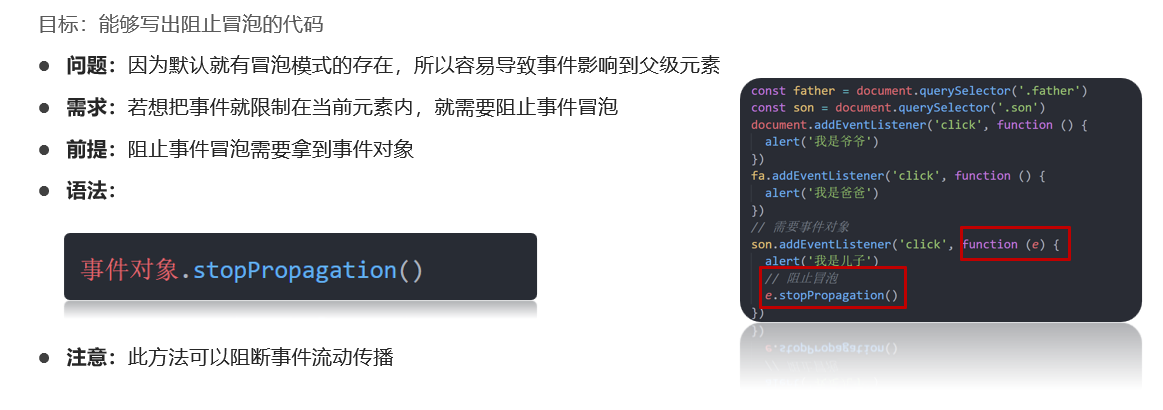 目标：能够写出阻止冒泡的代码
● 问题：因为默认就有冒泡模式的存在，所以容易导致事件影响到父级元素
● 需求：若想把事件就限制在当前元素内，就需要阻止事件冒泡
● 前提：阻止事件冒泡需要拿到事件对象
● 语法：
事件对象.stopPropagation()
● 注意：此方法可以阻断事件流动传播
const father = document.querySelector('.father')
const son = document.querySelector('.son')
document.addEventListener('click', function () {
  alert('我是爷爷')
})
fa.addEventListener('click', function () {
  alert('我是爸爸')
})
// 需要事件对象
son.addEventListener('click', function (e) {
  alert('我是儿子')
  // 阻止冒泡
  e.stopPropagation()
})